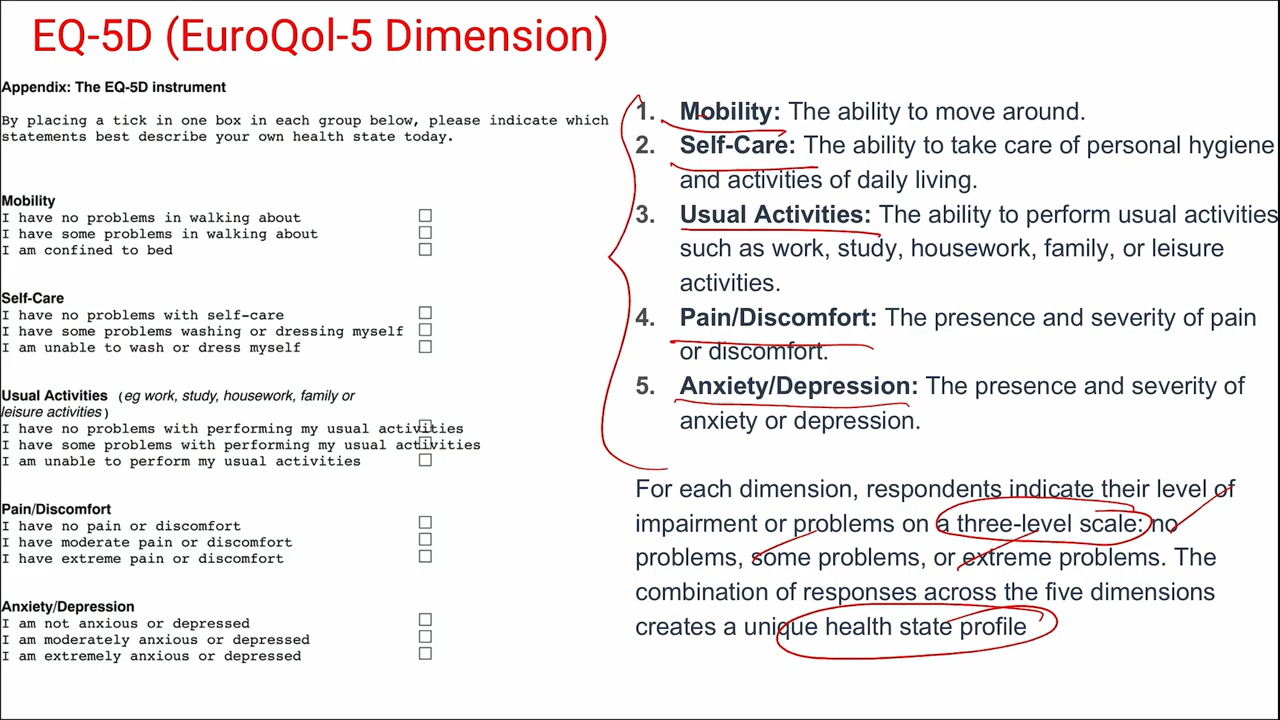 EQ-5D (EuroQol-5 Dimension)
Appendix: The EQ-5D instrument
By placing a tick in one box in each group below, please indicate which
statements best describe your own health state today.
Mobility
I have no problems in walking about
I have some problems in walking about
I am confined to bed
Self-Care
I have no problems with self-care
I have some problems washing or dressing myself
I am unable to wash or dress myself
Usual Activities (eg work, study, housework, family or
leisure activities)
I have no problems with performing my usual activities
I have some problems with performing my usual activities
I am unable to perform my usual activities
Pain/Discomfort
I have no pain or discomfort
I have moderate pain or discomfort
I have extreme pain or discomfort
Anxiety/Depression
I am not anxious or depressed
I am moderately anxious or depressed
I am extremely anxious or depressed
1. Mobility: The ability to move around.
2. Self-Care: The ability to take care of personal hygiene
and activities of daily living.
3. Usual Activities: The ability to perform usual activities
such as work, study, housework, family, or leisure
activities.
4. Pain/Discomfort: The presence and severity of pain
or discomfort.
5. Anxiety/Depression: The presence and severity of
anxiety or depression.
For each dimension, respondents indicate their level of
impairment or problems on a three-level scale: no
problems, some problems, or extreme problems. The
combination of responses across the five dimensions
creates a unique health state profile